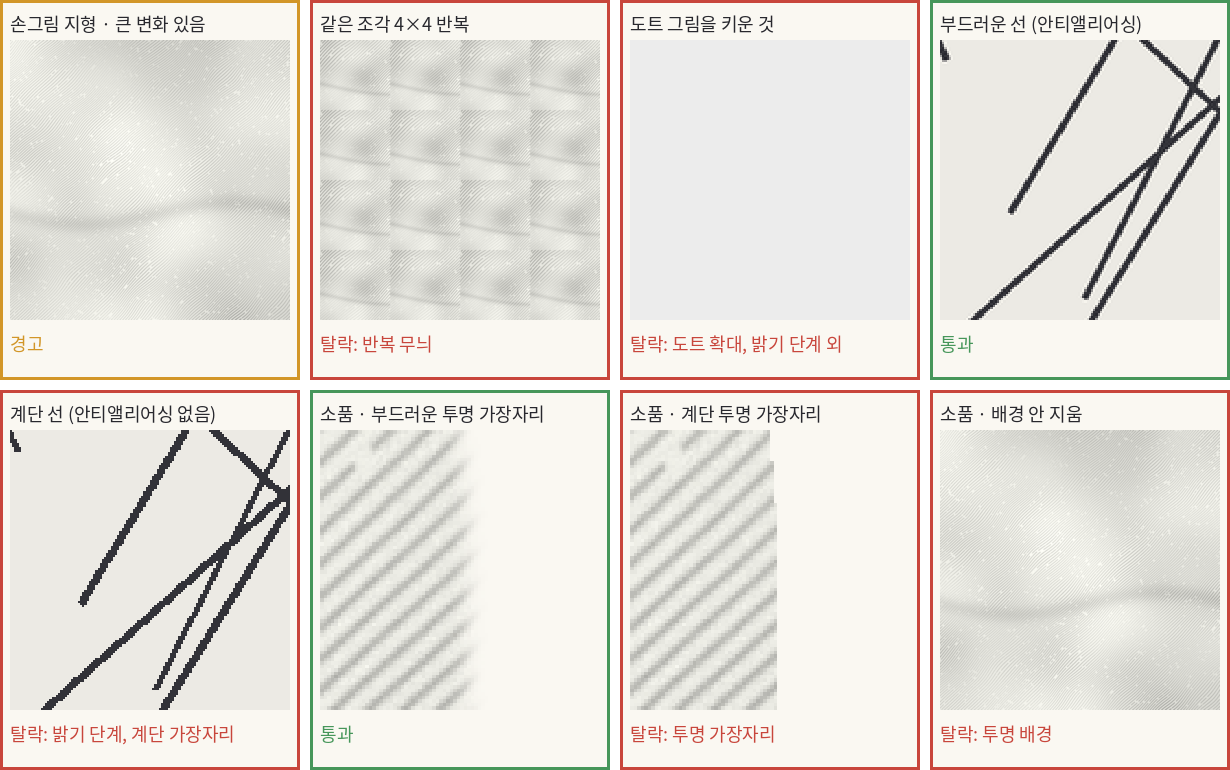 손그림 지형 · 큰 변화 있음
경고
같은 조각 4×4 반복
탈락: 반복 무늬
도트 그림을 키운 것
탈락: 도트 확대, 밝기 단계 외
부드러운 선 (안티앨리어싱)
통과
계단 선 (안티앨리어싱 없음)
탈락: 밝기 단계, 계단 가장자리
소품 · 부드러운 투명 가장자리
통과
소품 · 계단 투명 가장자리
탈락: 투명 가장자리
소품 · 배경 안 지움
탈락: 투명 배경